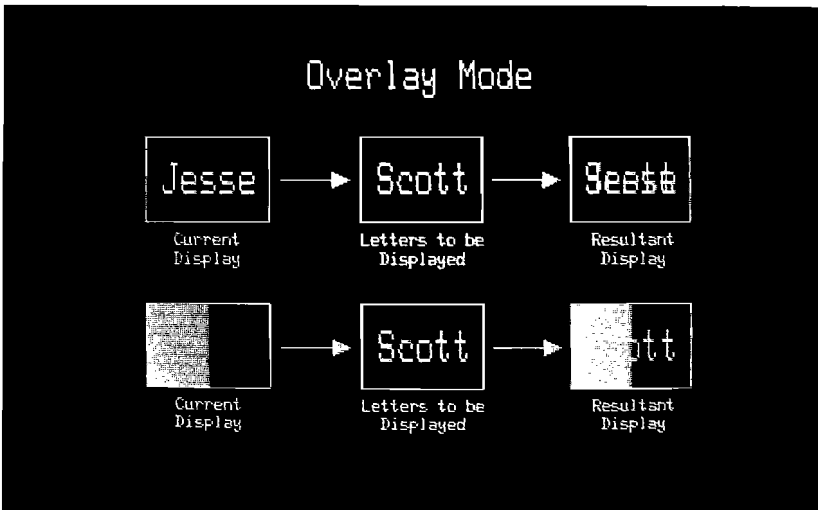 Overlay Mode
Jesse
Scott
Current
Display
Letters to be
Displayed
Resultant
Display
Scott
ott
Current
Display
Letters to be
Displayed
Resultant
Display